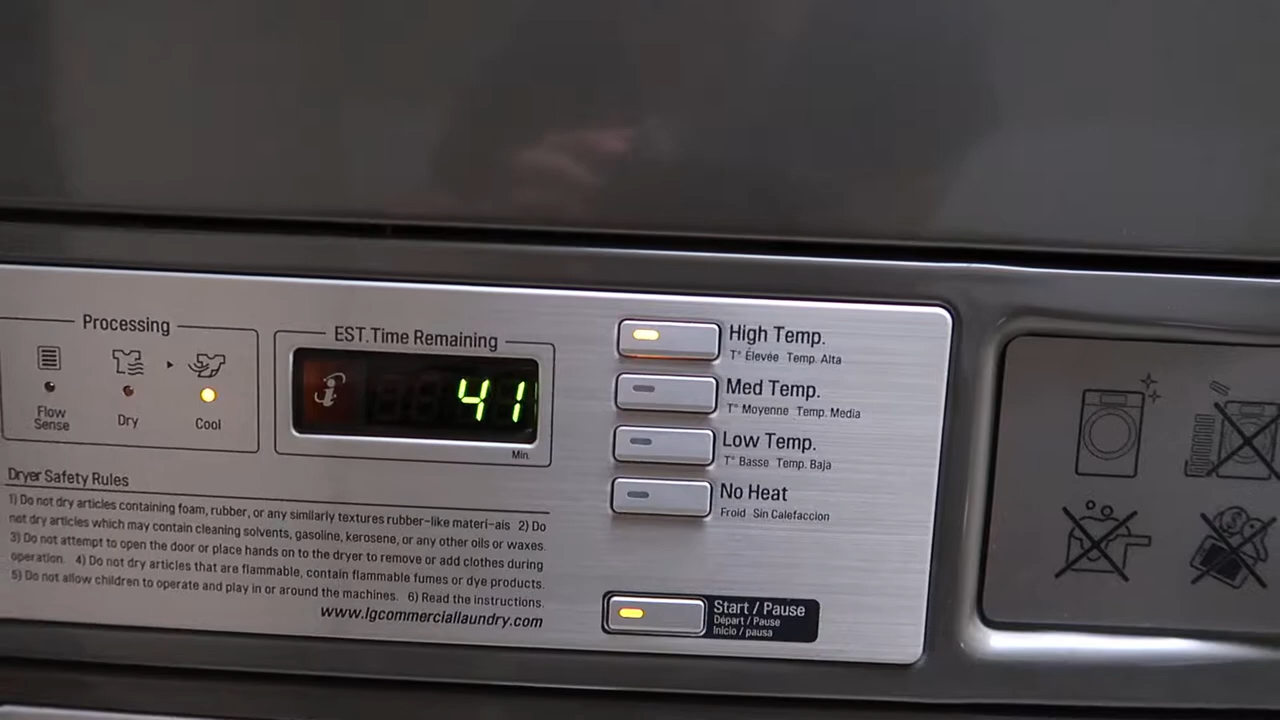 Processing
Flow
Sense
Dry
Cool
EST. Time Remaining
41
Min.
High Temp.
T° Élevée Temp. Alta
Med Temp.
T° Moyenne Temp. Media
Low Temp.
T° Basse Temp. Baja
No Heat
Froid Sin Calefaccion
Dryer Safety Rules
1) Do not dry articles containing foam, rubber, or any similarly textures rubber-like materi-als 2) Do
not dry articles which may contain cleaning solvents, gasoline, kerosene, or any other oils or waxes.
3) Do not attempt to open the door or place hands on to the dryer to remove or add clothes during
operation. 4) Do not dry articles that are flammable, contain flammable fumes or dye products.
5) Do not allow children to operate and play in or around the machines. 6) Read the instructions.
www.lgcommerciallaundry.com
Start / Pause
Départ / Pause
Inicio / pausa